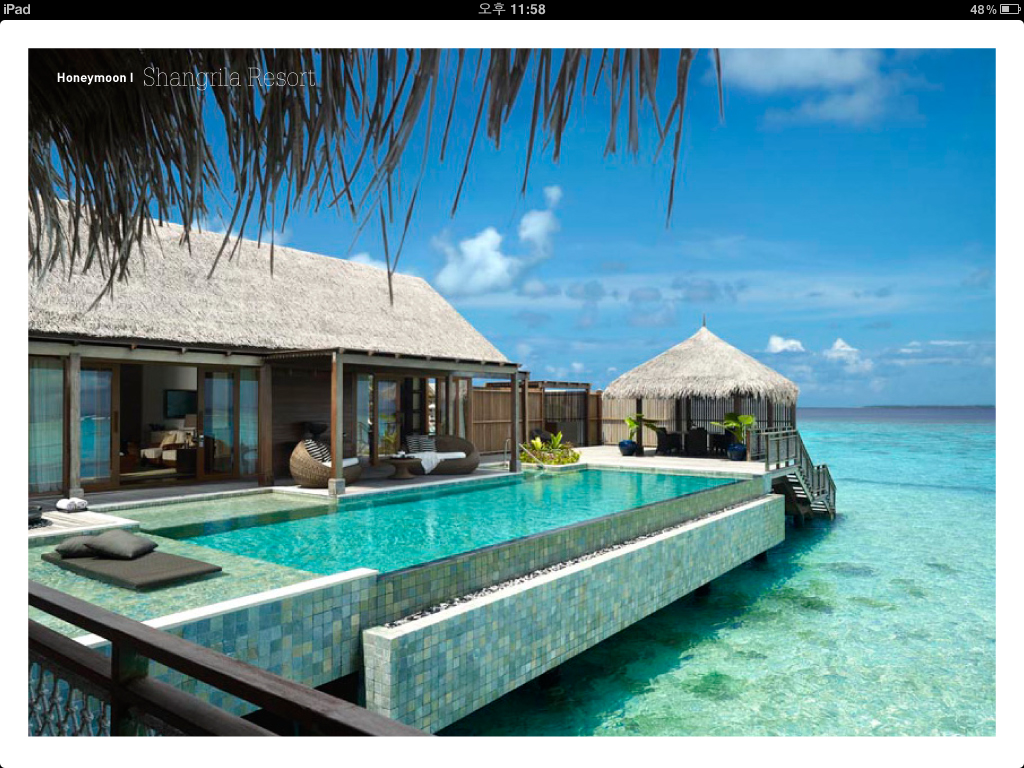 iPad 오후 11:58 48%
Honeymoon I Shangrila Resort